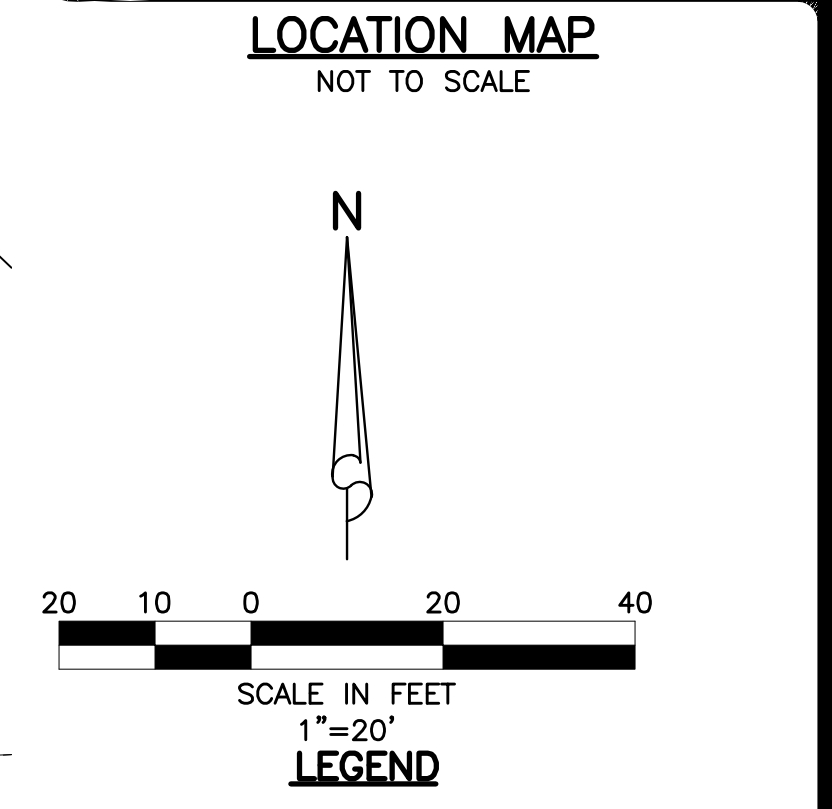 LOCATION MAP
NOT TO SCALE
N
20 10 0 20 40
SCALE IN FEET
1"=20'
LEGEND